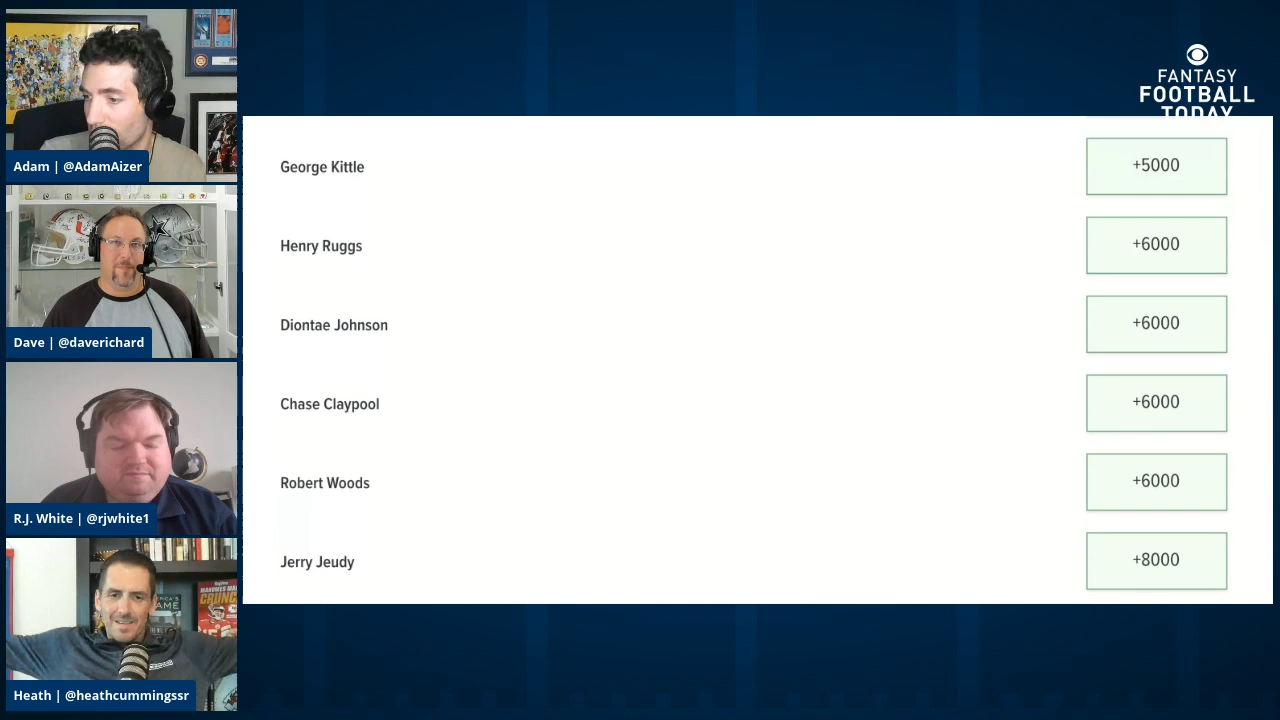 FANTASY
FOOTBALL
TODAY
Adam | @AdamAizer
Dave | @daverichard
R.J. White | @rjwhite1
Heath | @heathcummingssr
George Kittle +5000
Henry Ruggs +6000
Diontae Johnson +6000
Chase Claypool +6000
Robert Woods +6000
Jerry Jeudy +8000